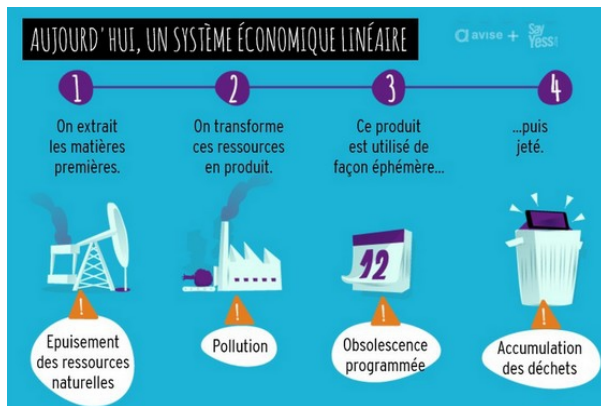 AUJOURD'HUI, UN SYSTÈME ÉCONOMIQUE LINÉAIRE
avise + Say Yess
1
On extrait
les matières
premières.
2
On transforme
ces ressources
en produit.
3
Ce produit
est utilisé de
façon éphémère...
4
...puis
jeté.
12
!
Epuisement
des ressources
naturelles
!
Pollution
!
Obsolescence
programmée
!
Accumulation
des déchets